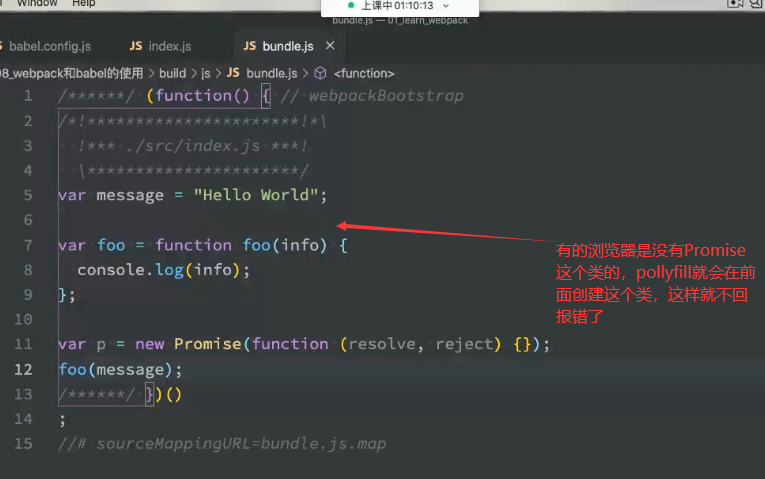 Window Help
上课中 01:10:13
bundle.js — 01_learn_webpack
babel.config.js JS index.js JS bundle.js ×
08_webpack和babel的使用 > build > js > JS bundle.js > <function>
1 /******/ (function() { // webpackBootstrap
2 /*!**********************!*\
3 !*** ./src/index.js ***!
4 \**********************/
5 var message = "Hello World";
6
7 var foo = function foo(info) {
8 console.log(info);
9 };
10
11 var p = new Promise(function (resolve, reject) {});
12 foo(message);
13 /******/ })()
14 ;
15 //# sourceMappingURL=bundle.js.map
有的浏览器是没有Promise
这个类的，pollyfill就会在前
面创建这个类，这样就不回
报错了